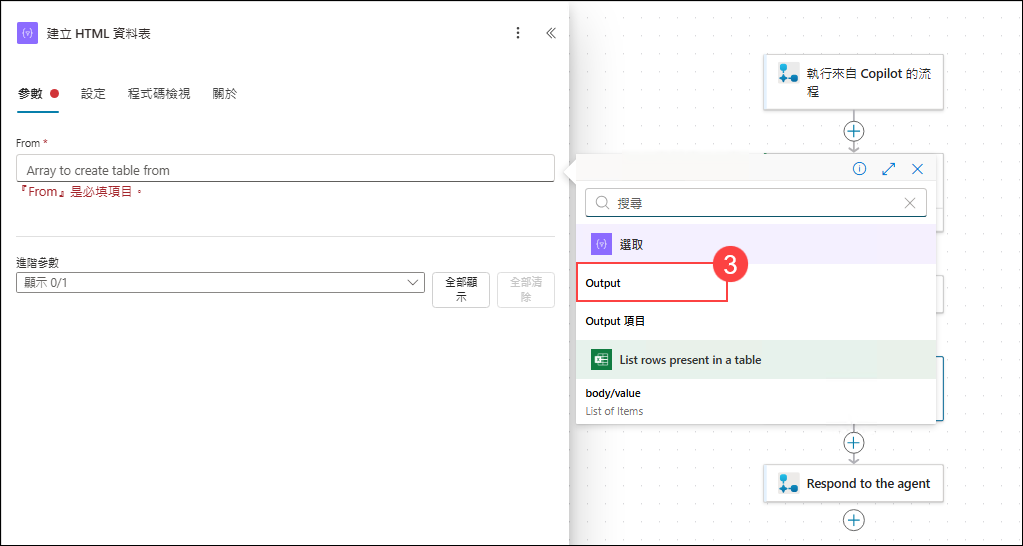 建立 HTML 資料表
參數
設定
程式碼檢視
關於
From *
Array to create table from
『From』是必填項目。
進階參數
顯示 0/1
全部顯
示
全部清
除
執行來自 Copilot 的流
程
搜尋
選取
3
Output
Output 項目
List rows present in a table
body/value
List of Items
Respond to the agent